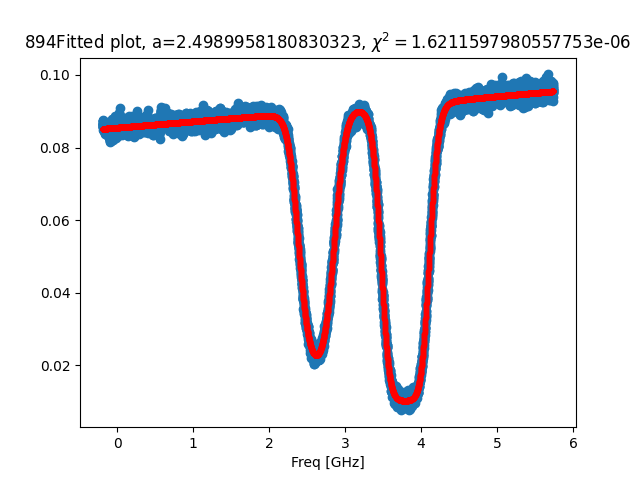 894Fitted plot, a=2.4989958180830323, χ² = 1.6211597980557753e-06
0.10
0.08
0.06
0.04
0.02
0 1 2 3 4 5 6
Freq [GHz]